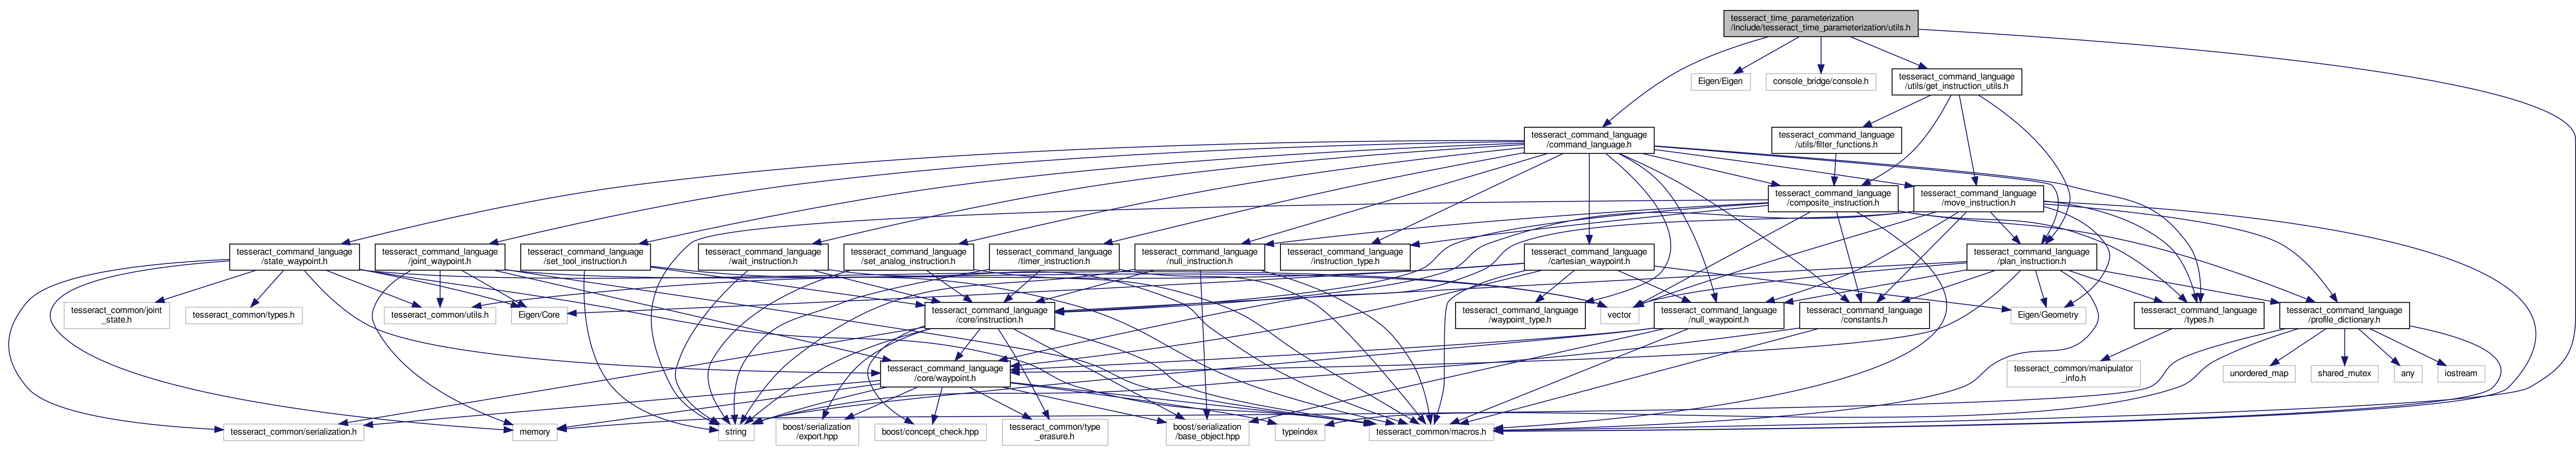 tesseract_time_parameterization
/include/tesseract_time_parameterization/utils.h
Eigen/Eigen
console_bridge/console.h
tesseract_command_language
/utils/get_instruction_utils.h
tesseract_command_language
/command_language.h
tesseract_command_language
/utils/filter_functions.h
tesseract_command_language
/composite_instruction.h
tesseract_command_language
/move_instruction.h
tesseract_command_language
/state_waypoint.h
tesseract_command_language
/joint_waypoint.h
tesseract_command_language
/set_tool_instruction.h
tesseract_command_language
/wait_instruction.h
tesseract_command_language
/set_analog_instruction.h
tesseract_command_language
/timer_instruction.h
tesseract_command_language
/null_instruction.h
tesseract_command_language
/instruction_type.h
tesseract_command_language
/cartesian_waypoint.h
tesseract_command_language
/plan_instruction.h
tesseract_common/joint
_state.h
tesseract_common/types.h
tesseract_common/utils.h
Eigen/Core
tesseract_command_language
/core/instruction.h
tesseract_command_language
/waypoint_type.h
vector
tesseract_command_language
/null_waypoint.h
tesseract_command_language
/constants.h
Eigen/Geometry
tesseract_command_language
/types.h
tesseract_command_language
/profile_dictionary.h
tesseract_command_language
/core/waypoint.h
tesseract_common/manipulator
_info.h
unordered_map
shared_mutex
any
iostream
tesseract_common/serialization.h
memory
string
boost/serialization
/export.hpp
boost/concept_check.hpp
tesseract_common/type
_erasure.h
boost/serialization
/base_object.hpp
typeindex
tesseract_common/macros.h